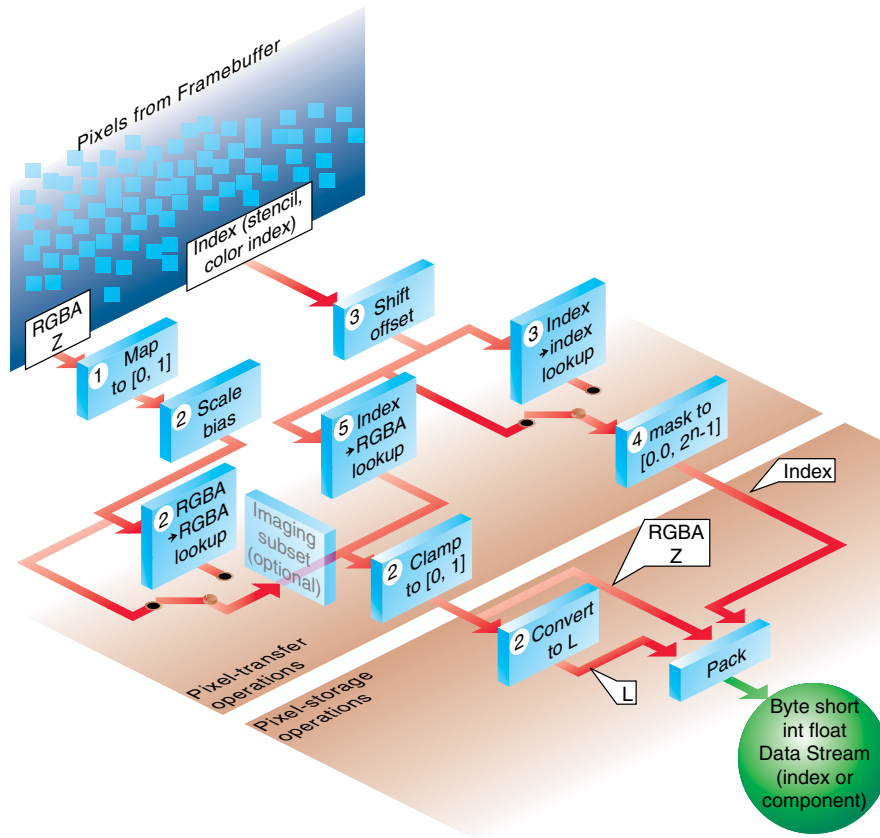 Pixels from Framebuffer
Index (stencil,
color index)
RGBA
Z
1 Map
to [0, 1]
2 Scale
bias
3 Shift
offset
3 Index
➔index
lookup
5 Index
➔RGBA
lookup
4 mask to
[0.0, 2ⁿ-1]
2 RGBA
➔RGBA
lookup
Imaging
subset
(optional)
2 Clamp
to [0, 1]
Index
RGBA
Z
2 Convert
to L
L
Pack
Pixel-transfer
operations
Pixel-storage
operations
Byte short
int float
Data Stream
(index or
component)